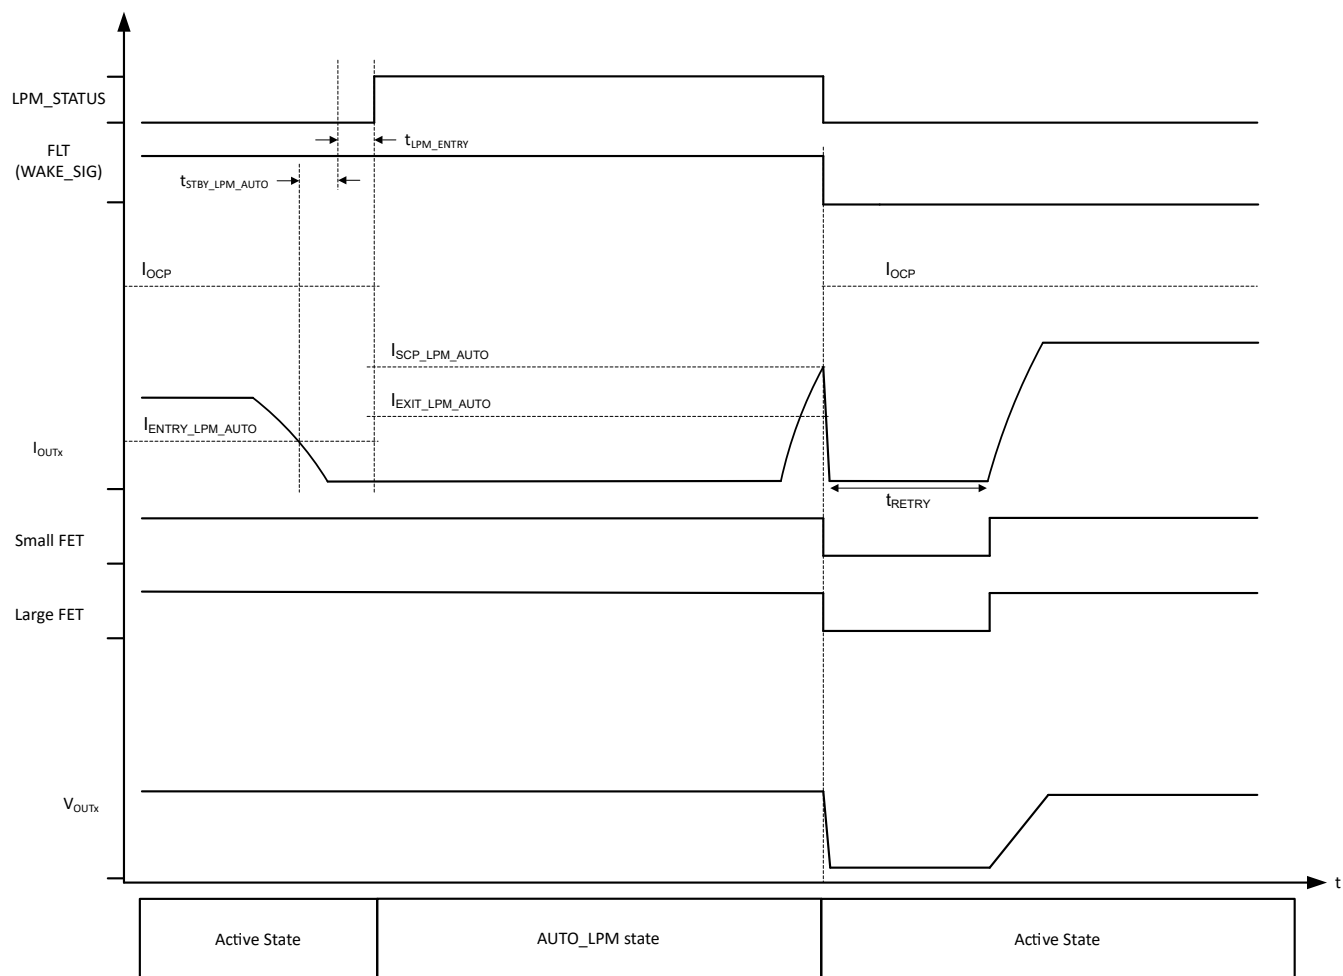 LPM_STATUS
tLPM_ENTRY
FLT
(WAKE_SIG)
tSTBY_LPM_AUTO
IOCP
IOCP
ISCP_LPM_AUTO
IEXIT_LPM_AUTO
IENTRY_LPM_AUTO
IOUTx
tRETRY
Small FET
Large FET
VOUTx
t
Active State
AUTO_LPM state
Active State